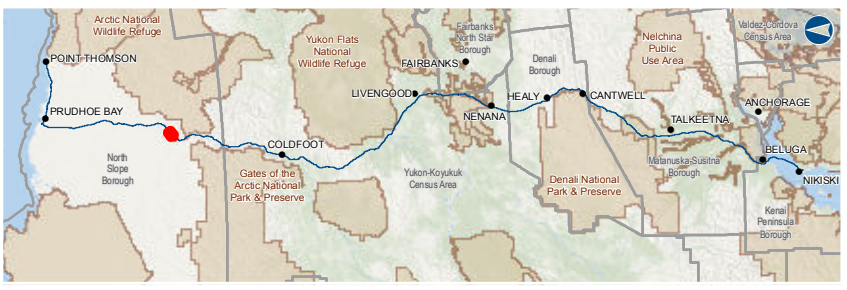 Arctic National
Wildlife Refuge
POINT THOMSON
PRUDHOE BAY
North
Slope
Borough
COLDFOOT
Gates of the
Arctic National
Park & Preserve
Yukon Flats
National
Wildlife Refuge
LIVENGOOD
FAIRBANKS
Fairbanks
North Star
Borough
NENANA
Yukon-Koyukuk
Census Area
Denali
Borough
HEALY
CANTWELL
Denali National
Park & Preserve
Nelchina
Public
Use Area
TALKEETNA
Matanuska-Susitna
Borough
Valdez-Cordova
Census Area
ANCHORAGE
BELUGA
NIKISKI
Kenai
Peninsula
Borough